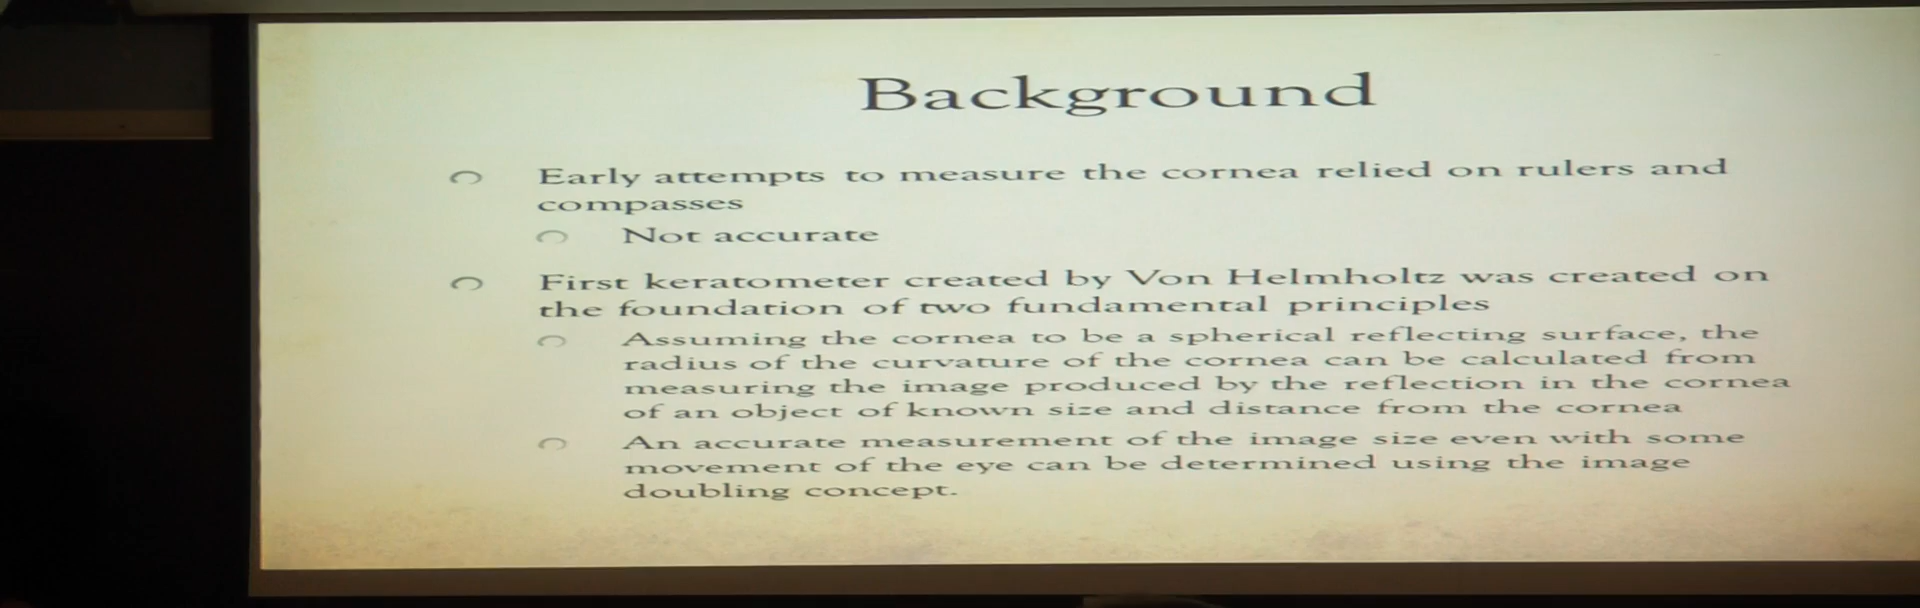 Background
Early attempts to measure the cornea relied on rulers and
compasses
Not accurate
First keratometer created by Von Helmholtz was created on
the foundation of two fundamental principles
Assuming the cornea to be a spherical reflecting surface, the
radius of the curvature of the cornea can be calculated from
measuring the image produced by the reflection in the cornea
of an object of known size and distance from the cornea
An accurate measurement of the image size even with some
movement of the eye can be determined using the image
doubling concept.